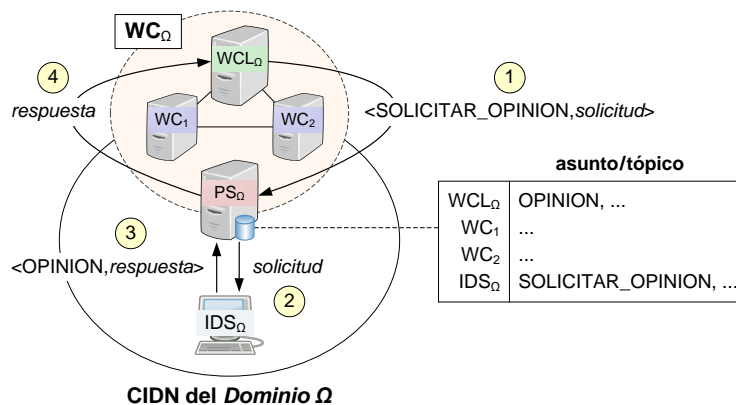 WCΩ
WCLΩ
4
1
respuesta
<SOLICITAR_OPINION,solicitud>
WC1
WC2
asunto/tópico
PSΩ
WCLΩ OPINION, ...
WC1 ...
WC2 ...
IDSΩ SOLICITAR_OPINION, ...
3
<OPINION,respuesta>
solicitud
2
IDSΩ
CIDN del Dominio Ω